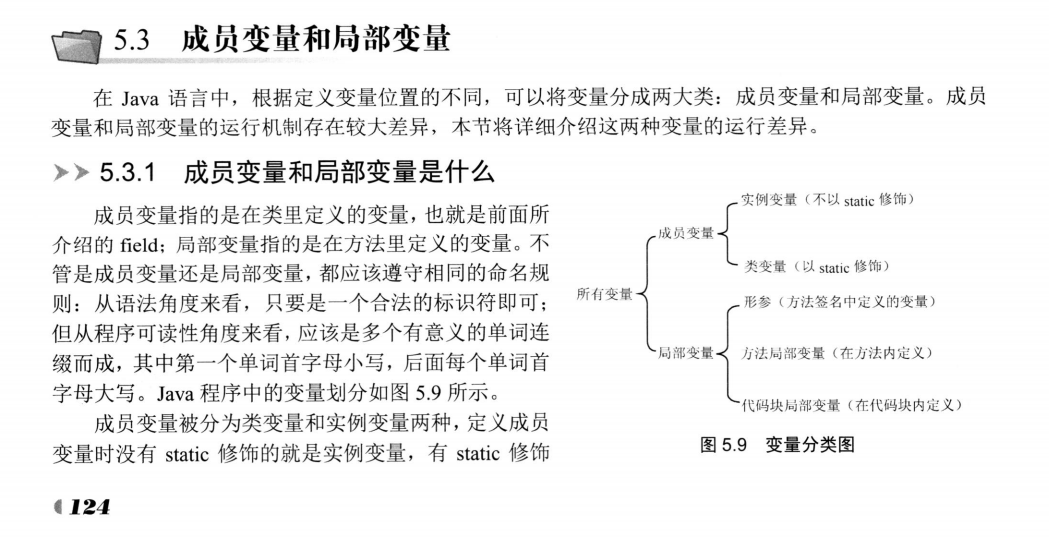 5.3 成员变量和局部变量
在 Java 语言中，根据定义变量位置的不同，可以将变量分成两大类：成员变量和局部变量。成员
变量和局部变量的运行机制存在较大差异，本节将详细介绍这两种变量的运行差异。
5.3.1 成员变量和局部变量是什么
成员变量指的是在类里定义的变量，也就是前面所
介绍的 field；局部变量指的是在方法里定义的变量。不
管是成员变量还是局部变量，都应该遵守相同的命名规
则：从语法角度来看，只要是一个合法的标识符即可；
但从程序可读性角度来看，应该是多个有意义的单词连
缀而成，其中第一个单词首字母小写，后面每个单词首
字母大写。Java 程序中的变量划分如图 5.9 所示。
成员变量被分为类变量和实例变量两种，定义成员
变量时没有 static 修饰的就是实例变量，有 static 修饰
所有变量
成员变量
实例变量（不以 static 修饰）
类变量（以 static 修饰）
局部变量
形参（方法签名中定义的变量）
方法局部变量（在方法内定义）
代码块局部变量（在代码块内定义）
图 5.9 变量分类图
124